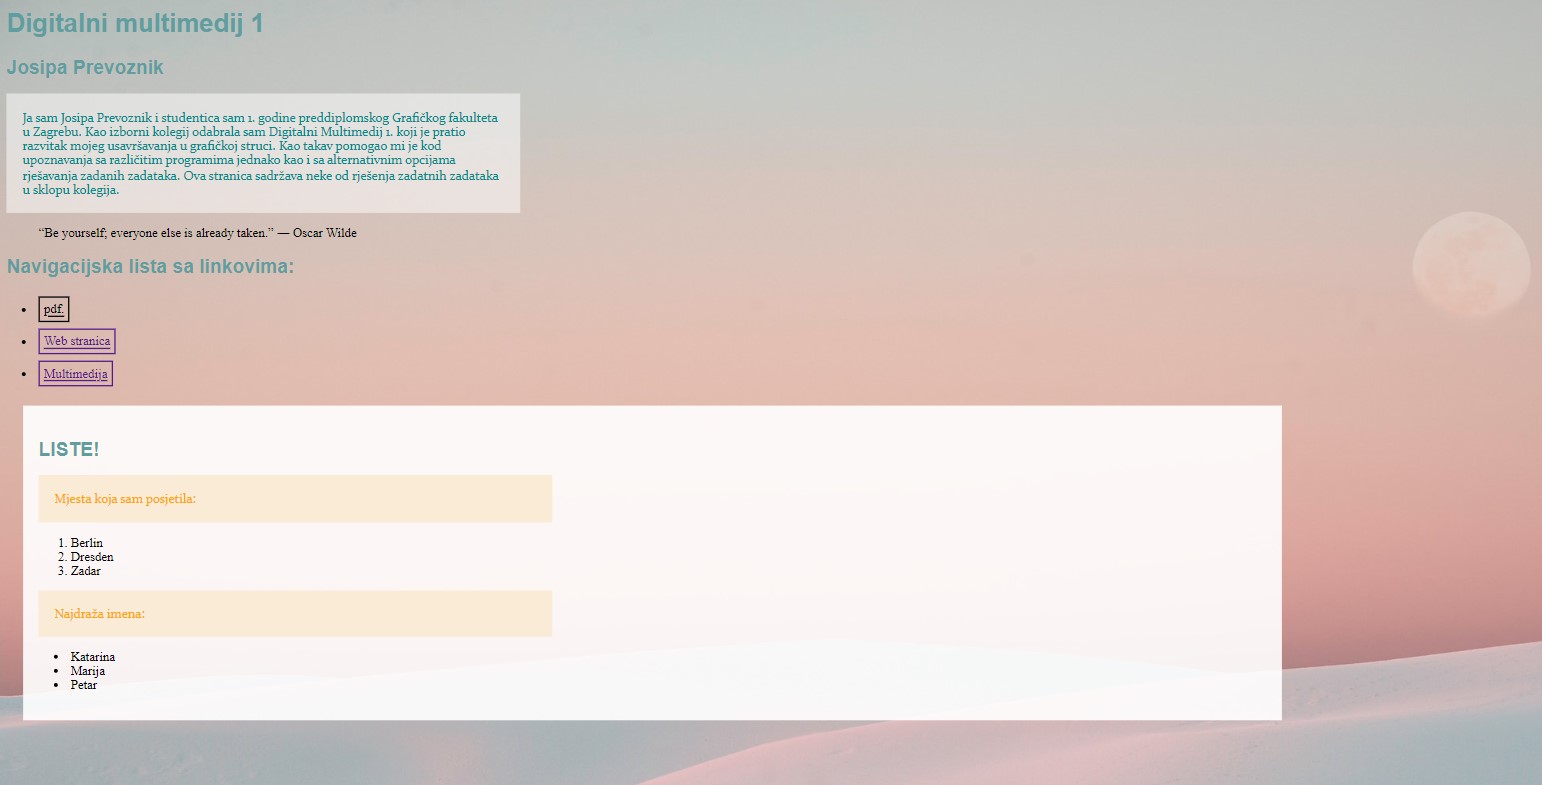 Digitalni multimedij 1
Josipa Prevoznik
Ja sam Josipa Prevoznik i studentica sam 1. godine preddiplomskog Grafičkog fakulteta
u Zagrebu. Kao izborni kolegij odabrala sam Digitalni Multimedij 1. koji je pratio
razvitak mojeg usavršavanja u grafičkoj struci. Kao takav pomogao mi je kod
upoznavanja sa različitim programima jednako kao i sa alternativnim opcijama
rješavanja zadanih zadataka. Ova stranica sadržava neke od rješenja zadatnih zadataka
u sklopu kolegija.
“Be yourself; everyone else is already taken.” ― Oscar Wilde
Navigacijska lista sa linkovima:
• pdf.
• Web stranica
• Multimedija
LISTE!
Mjesta koja sam posjetila:
1. Berlin
2. Dresden
3. Zadar
Najdraža imena:
• Katarina
• Marija
• Petar